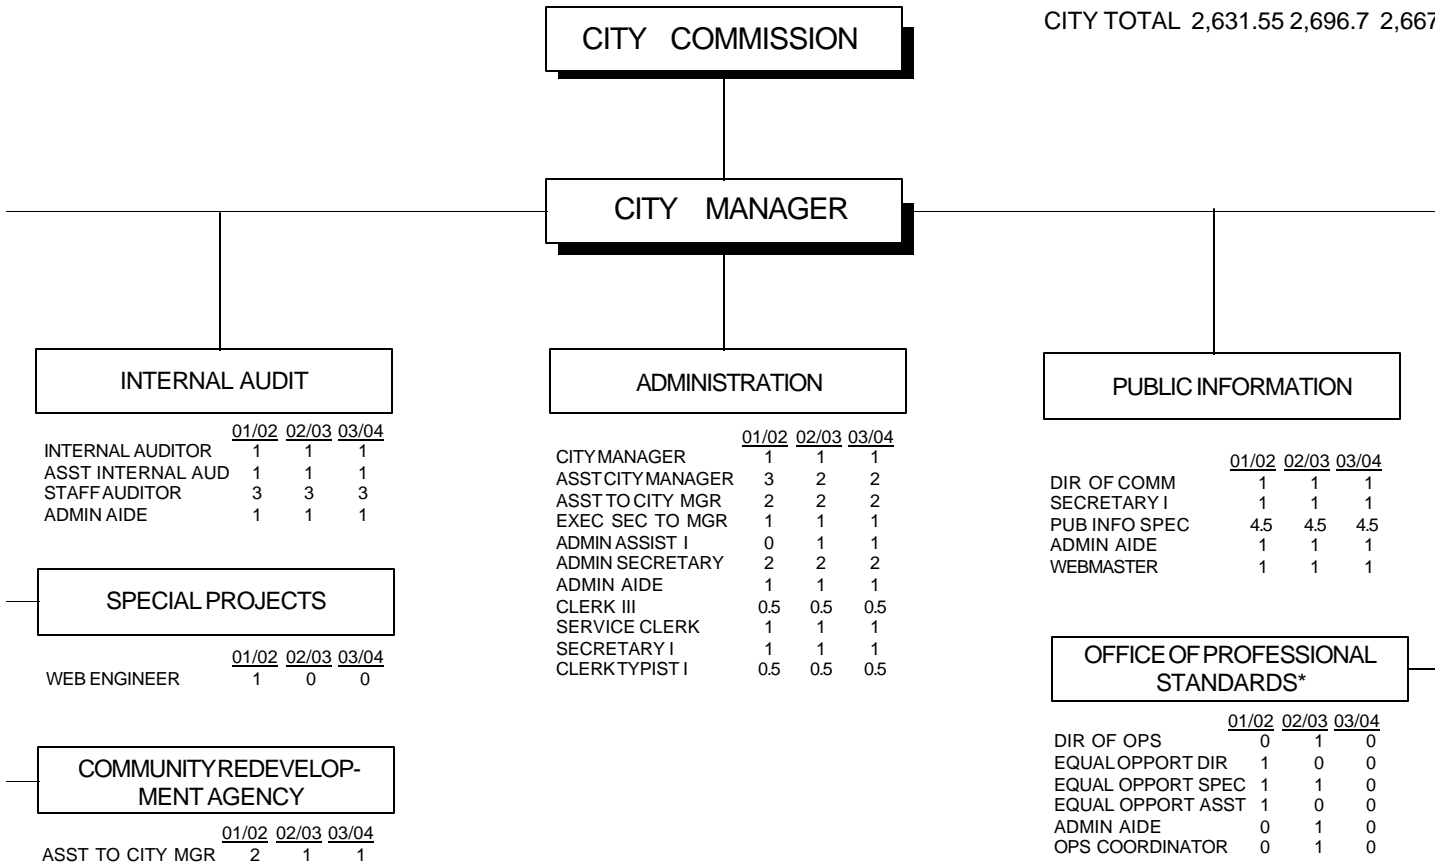 CITY COMMISSION
CITY TOTAL 2,631.55 2,696.7 2,667
CITY MANAGER
INTERNAL AUDIT
01/02 02/03 03/04
INTERNAL AUDITOR 1 1 1
ASST INTERNAL AUD 1 1 1
STAFF AUDITOR 3 3 3
ADMIN AIDE 1 1 1
SPECIAL PROJECTS
01/02 02/03 03/04
WEB ENGINEER 1 0 0
COMMUNITY REDEVELOP-
MENT AGENCY
01/02 02/03 03/04
ASST TO CITY MGR 2 1 1
ADMINISTRATION
01/02 02/03 03/04
CITY MANAGER 1 1 1
ASST CITY MANAGER 3 2 2
ASST TO CITY MGR 2 2 2
EXEC SEC TO MGR 1 1 1
ADMIN ASSIST I 0 1 1
ADMIN SECRETARY 2 2 2
ADMIN AIDE 1 1 1
CLERK III 0.5 0.5 0.5
SERVICE CLERK 1 1 1
SECRETARY I 1 1 1
CLERK TYPIST I 0.5 0.5 0.5
PUBLIC INFORMATION
01/02 02/03 03/04
DIR OF COMM 1 1 1
SECRETARY I 1 1 1
PUB INFO SPEC 4.5 4.5 4.5
ADMIN AIDE 1 1 1
WEBMASTER 1 1 1
OFFICE OF PROFESSIONAL
STANDARDS*
01/02 02/03 03/04
DIR OF OPS 0 1 0
EQUAL OPPORT DIR 1 0 0
EQUAL OPPORT SPEC 1 1 0
EQUAL OPPORT ASST 1 0 0
ADMIN AIDE 0 1 0
OPS COORDINATOR 0 1 0